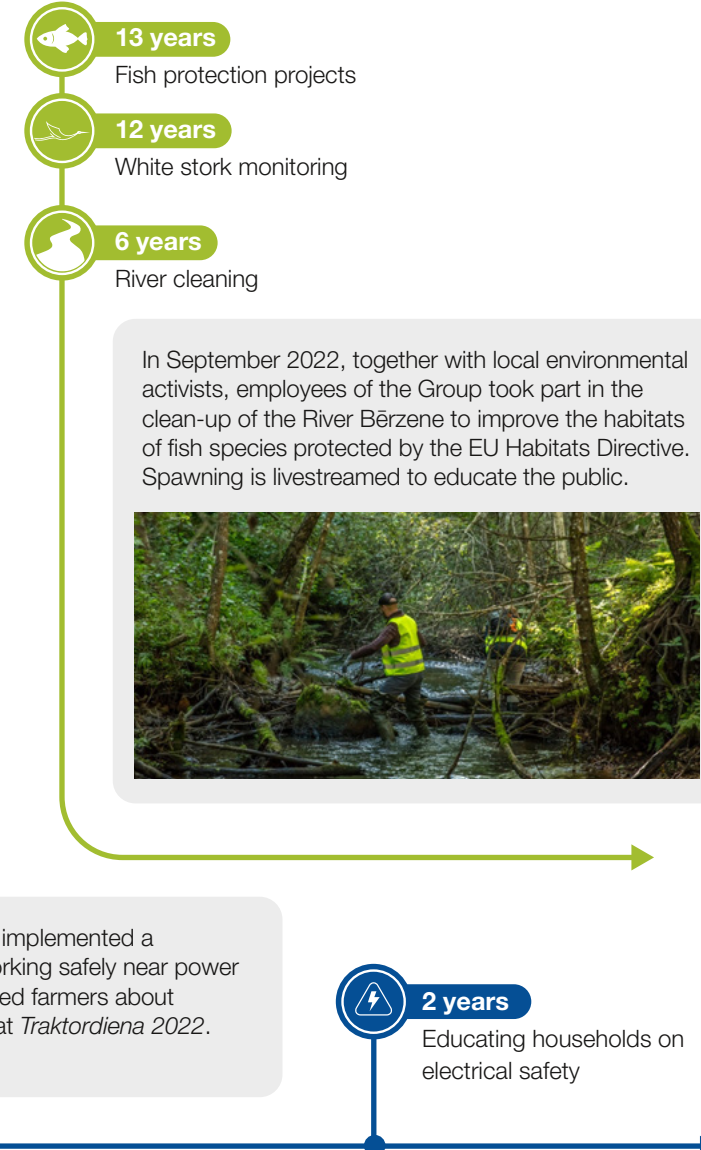 13 years
Fish protection projects
12 years
White stork monitoring
6 years
River cleaning
In September 2022, together with local environmental
activists, employees of the Group took part in the
clean-up of the River Bērzene to improve the habitats
of fish species protected by the EU Habitats Directive.
Spawning is livestreamed to educate the public.
implemented a
orking safely near power
ed farmers about
at Traktordiena 2022.
2 years
Educating households on
electrical safety